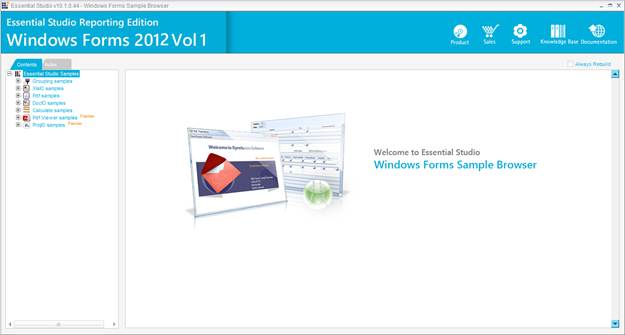 Essential Studio v10.1.0.44 - Windows Forms Sample Browser
Essential Studio Reporting Edition
Windows Forms 2012 Vol 1
Product
Sales
Support
Knowledge Base
Documentation
Contents
Index
Always Rebuild
Essential Studio Samples
Grouping samples
XlsIO samples
Pdf samples
DocIO samples
Calculate samples
Pdf Viewer samples Preview
ProjIO samples Preview
Welcome to Essential Studio
Windows Forms Sample Browser